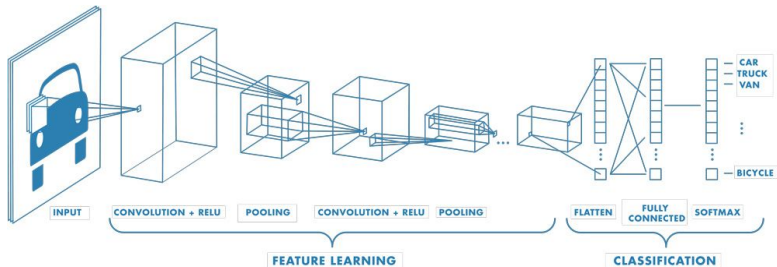 CAR
TRUCK
VAN
BICYCLE
INPUT
CONVOLUTION + RELU
POOLING
CONVOLUTION + RELU
POOLING
FLATTEN
FULLY
CONNECTED
SOFTMAX
FEATURE LEARNING
CLASSIFICATION